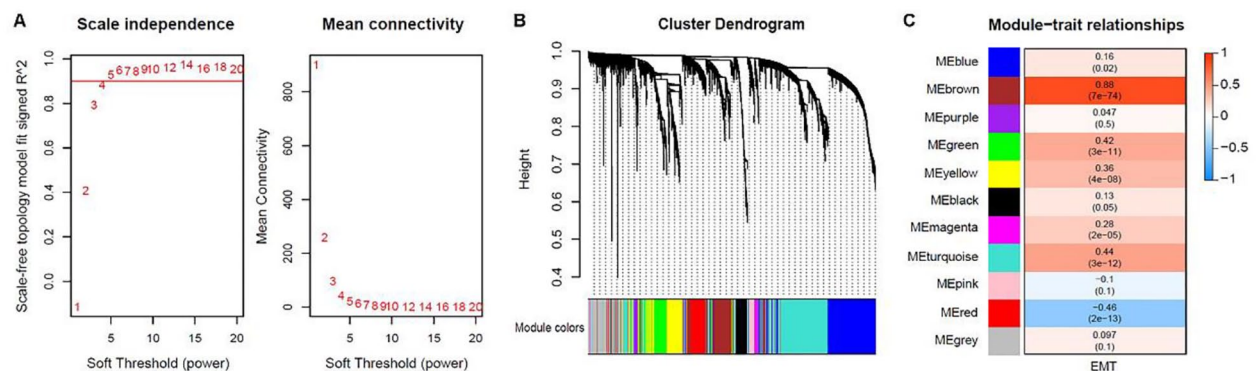 A
Scale independence
Scale-free topology model fit signed R^2
1.0
0.8
0.6
0.4
0.2
0.0
1
2
3
4
5 6 7 8 9 10 12 14 16 18 20
5 10 15 20
Soft Threshold (power)
Mean connectivity
Mean Connectivity
800
600
400
200
0
1
2
3
4
5 6 7 8 9 10 12 14 16 18 20
5 10 15 20
Soft Threshold (power)
B
Cluster Dendrogram
Height
1.0
0.9
0.8
0.7
0.6
0.5
0.4
Module colors
C
Module-trait relationships
MEblue 0.16
(0.02)
MEbrown 0.88
(7e-74)
MEpurple 0.047
(0.5)
MEgreen 0.42
(3e-11)
MEyellow 0.36
(4e-08)
MEblack 0.13
(0.05)
MEmagenta 0.28
(2e-05)
MEturquoise 0.44
(3e-12)
MEpink −0.1
(0.1)
MEred −0.46
(2e-13)
MEgrey 0.097
(0.1)
EMT
1
0.5
0
−0.5
−1